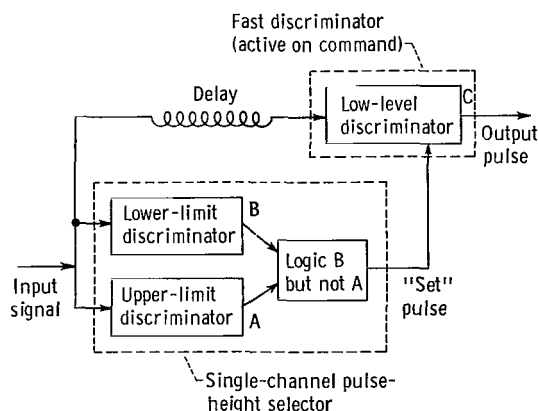 Fast discriminator
(active on command)
Delay
Low-level
discriminator
C
Output
pulse
Lower-limit
discriminator
B
Logic B
but not A
Input
signal
Upper-limit
discriminator
A
"Set"
pulse
Single-channel pulse-
height selector